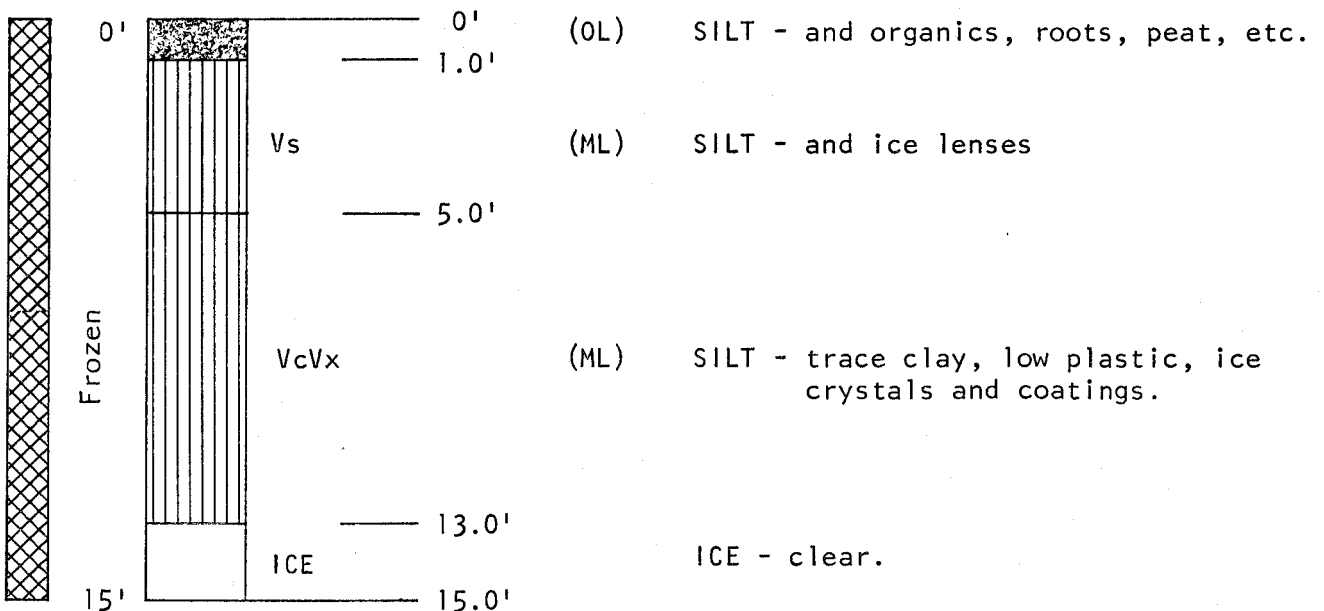 0' 0' (OL) SILT - and organics, roots, peat, etc.
1.0'
Vs (ML) SILT - and ice lenses
5.0'
Frozen
VcVx (ML) SILT - trace clay, low plastic, ice
crystals and coatings.
13.0'
ICE ICE - clear.
15' 15.0'